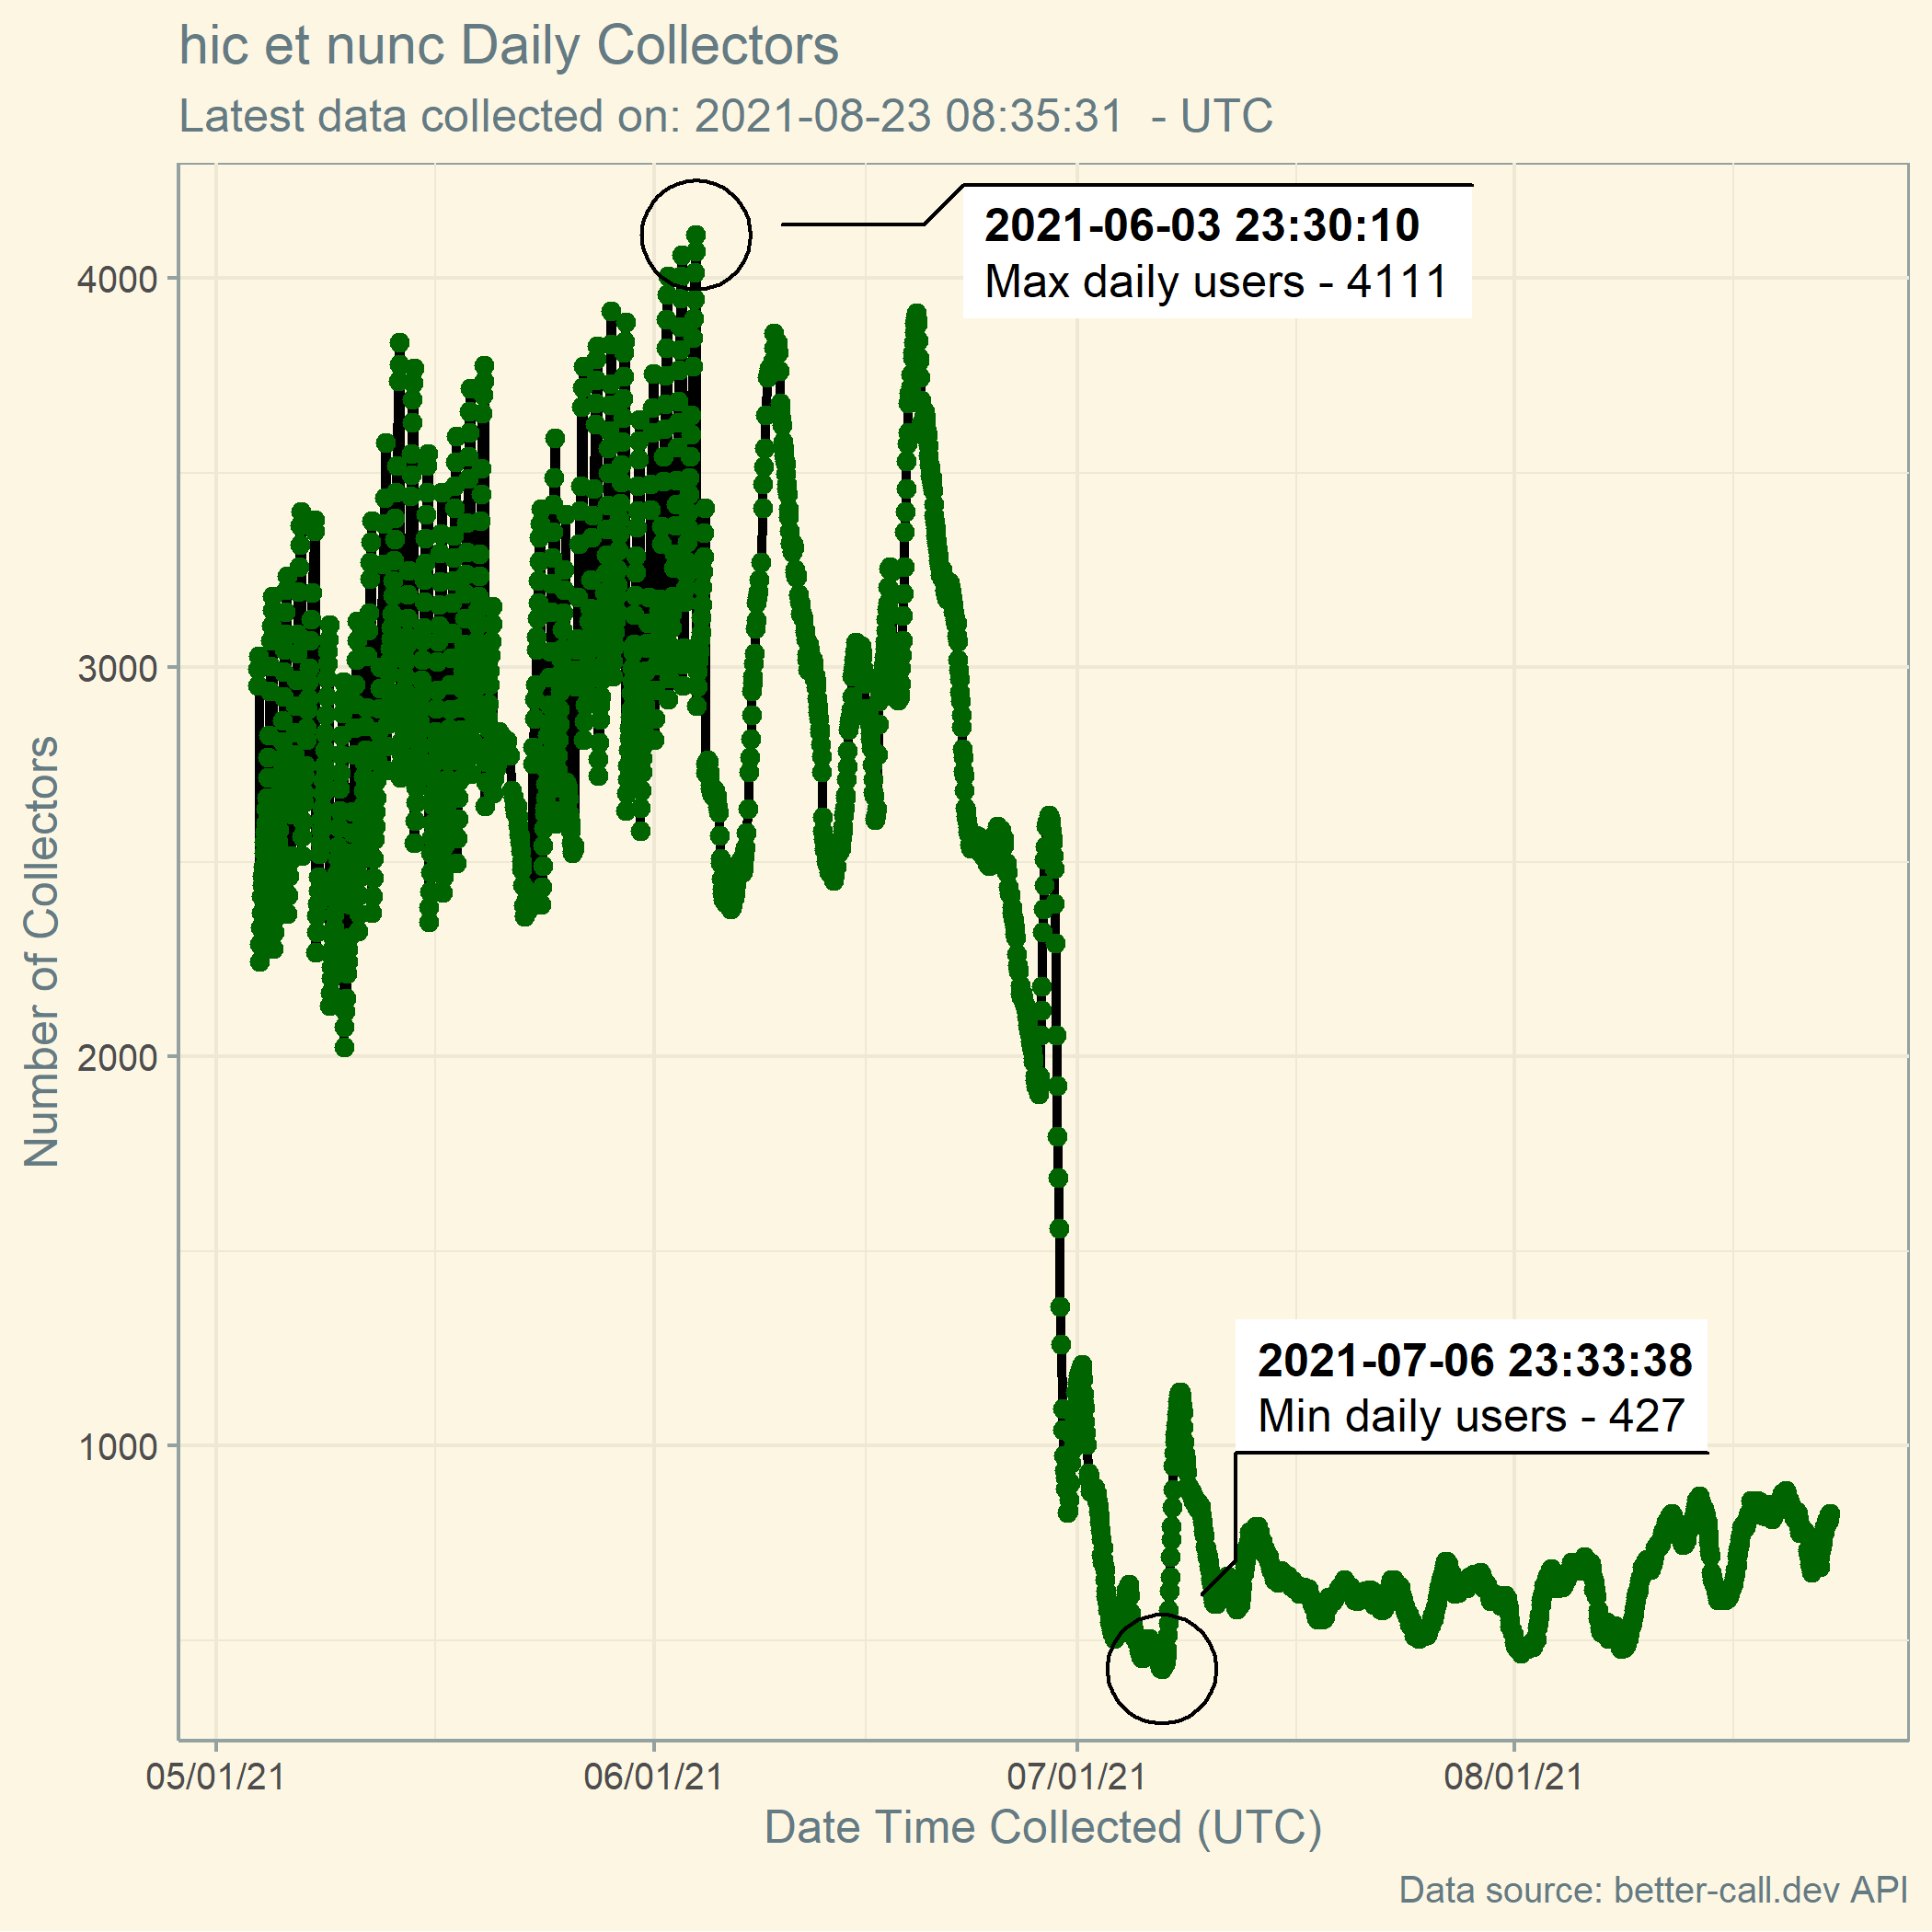 hic et nunc Daily Collectors
Latest data collected on: 2021-08-23 08:35:31  - UTC
2021-06-03 23:30:10
Max daily users - 4111
4000
3000
2000
1000
Number of Collectors
2021-07-06 23:33:38
Min daily users - 427
05/01/21 06/01/21 07/01/21 08/01/21
Date Time Collected (UTC)
Data source: better-call.dev API